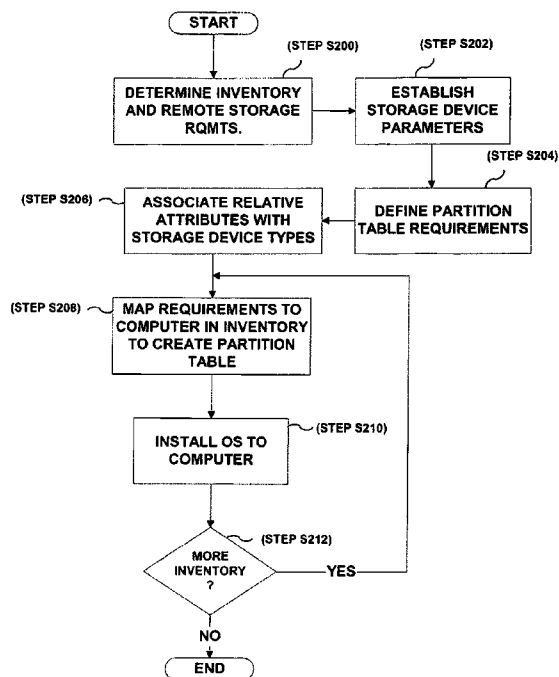 START
(STEP S200)
DETERMINE INVENTORY
AND REMOTE STORAGE
RQMTS.
(STEP S202)
ESTABLISH
STORAGE DEVICE
PARAMETERS
(STEP S204)
DEFINE PARTITION
TABLE REQUIREMENTS
(STEP S206)
ASSOCIATE RELATIVE
ATTRIBUTES WITH
STORAGE DEVICE TYPES
(STEP S208)
MAP REQUIREMENTS TO
COMPUTER IN INVENTORY
TO CREATE PARTITION
TABLE
(STEP S210)
INSTALL OS TO
COMPUTER
(STEP S212)
MORE
INVENTORY
?
YES
NO
END